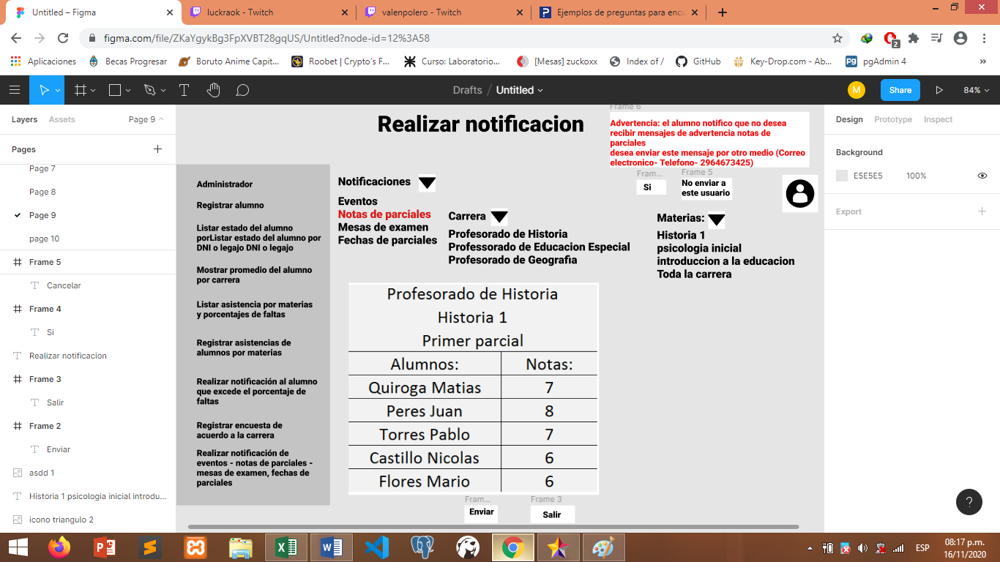 Untitled – Figma
luckraok - Twitch
valenpolero - Twitch
Ejemplos de preguntas para encu
figma.com/file/ZKaYgykBg3FpXVBT28gqUS/Untitled?node-id=12%3A58
2
Aplicaciones
Becas Progresar
Boruto Anime Capit...
Roobet | Crypto's F...
Curso: Laboratorio...
[Mesas] zuckoxx
Index of /
GitHub
Key-Drop.com - Ab...
pgAdmin 4
»
Drafts / Untitled
M
Share
84%
Layers
Assets
Page 9
Pages
Page 7
Page 8
Page 9
page 10
Frame 5
Cancelar
Frame 4
Si
Realizar notificacion
Frame 3
Salir
Frame 2
Enviar
asdd 1
Historia 1 psicologia inicial introdu...
icono triangulo 2
Realizar notificacion
Frame 6
Advertencia: el alumno notifico que no desea
recibir mensajes de advertencia notas de
parciales
desea enviar este mensaje por otro medio (Correo
electronico- Telefono- 2964673425)
Fram...
Si
Frame 5
No enviar a
este usuario
Administrador
Registrar alumno
Listar estado del alumno
porListar estado del alumno por
DNI o legajo DNI o legajo
Mostrar promedio del alumno
por carrera
Listar asistencia por materias
y porcentajes de faltas
Registrar asistencias de
alumnos por materias
Realizar notificación al alumno
que excede el porcentaje de
faltas
Registrar encuesta de
acuerdo a la carrera
Realizar notificación de
eventos - notas de parciales -
mesas de examen, fechas de
parciales
Notificaciones
Eventos
Notas de parciales
Mesas de examen
Fechas de parciales
Carrera
Profesorado de Historia
Professorado de Educacion Especial
Profesorado de Geografia
Materias:
Historia 1
psicologia inicial
introduccion a la educacion
Toda la carrera
Profesorado de Historia
Historia 1
Primer parcial
Alumnos: Notas:
Quiroga Matias 7
Peres Juan 8
Torres Pablo 7
Castillo Nicolas 6
Flores Mario 6
Fram...
Enviar
Frame 3
Salir
Design
Prototype
Inspect
Background
E5E5E5 100%
Export
?
ESP
08:17 p.m.
16/11/2020